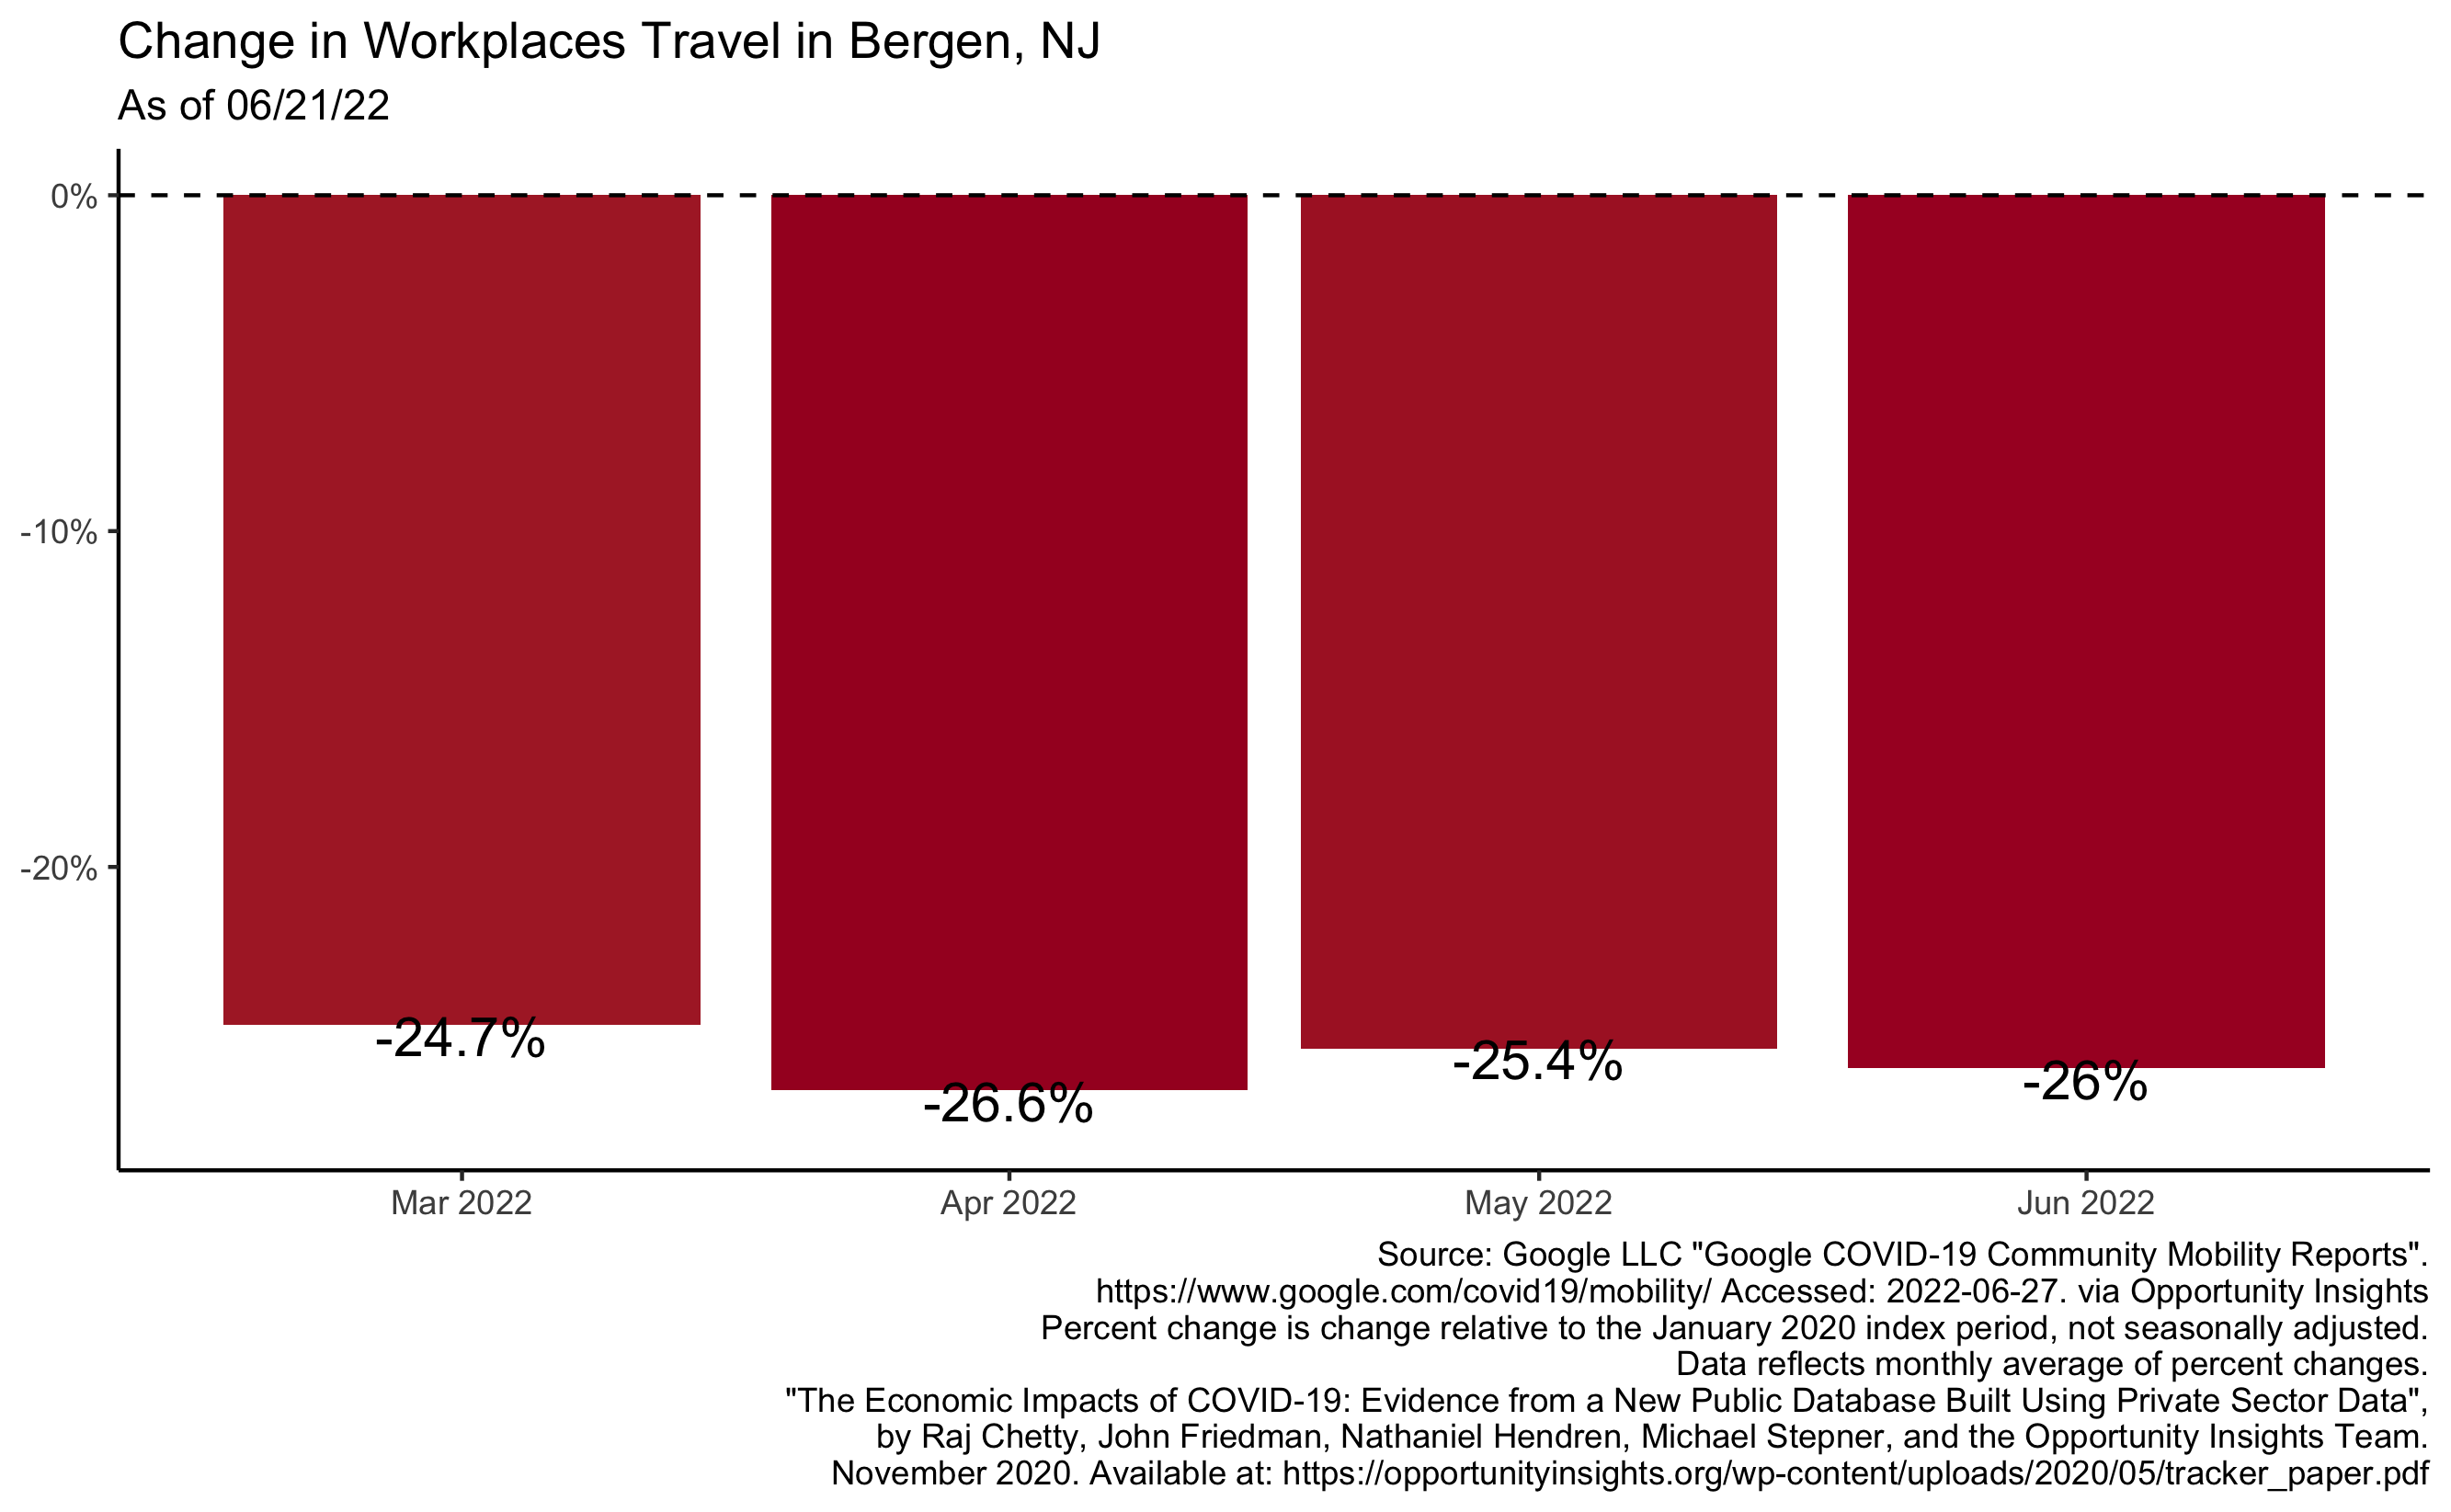 Change in Workplaces Travel in Bergen, NJ
As of 06/21/22
0%
-10%
-20%
-24.7%
-26.6%
-25.4%
-26%
Mar 2022
Apr 2022
May 2022
Jun 2022
Source: Google LLC "Google COVID-19 Community Mobility Reports".
https://www.google.com/covid19/mobility/ Accessed: 2022-06-27. via Opportunity Insights
Percent change is change relative to the January 2020 index period, not seasonally adjusted.
Data reflects monthly average of percent changes.
"The Economic Impacts of COVID-19: Evidence from a New Public Database Built Using Private Sector Data",
by Raj Chetty, John Friedman, Nathaniel Hendren, Michael Stepner, and the Opportunity Insights Team.
November 2020. Available at: https://opportunityinsights.org/wp-content/uploads/2020/05/tracker_paper.pdf